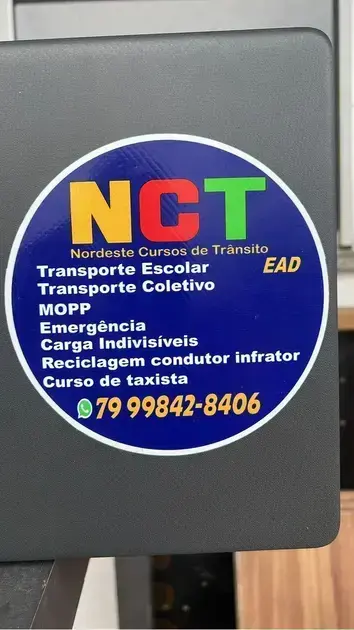 NCT
Nordeste Cursos de Trânsito
Transporte Escolar EAD
Transporte Coletivo
MOPP
Emergência
Carga Indivisíveis
Reciclagem condutor infrator
Curso de taxista
79 99842-8406